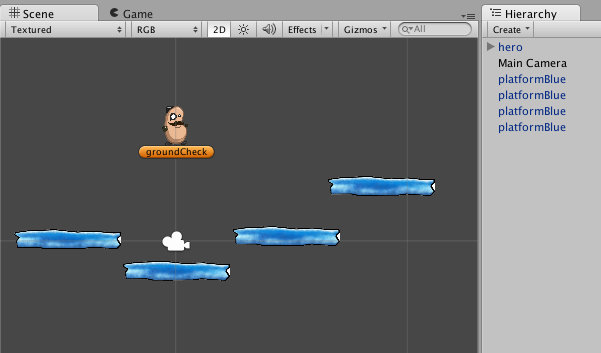 Scene Game Hierarchy
Textured RGB 2D Effects Gizmos All Create
hero
Main Camera
platformBlue
platformBlue
platformBlue
platformBlue
groundCheck